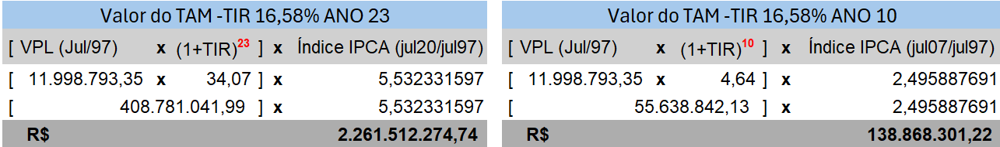 Valor do TAM -TIR 16,58% ANO 23
[ VPL (Jul/97) x (1+TIR)23 ] x Índice IPCA (jul20/jul97)
[ 11.998.793,35 x 34,07 ] x 5,532331597
[ 408.781.041,99 ] x 5,532331597
R$ 2.261.512.274,74
Valor do TAM -TIR 16,58% ANO 10
[ VPL (Jul/97) x (1+TIR)10 ] x Índice IPCA (jul07/jul97)
[ 11.998.793,35 x 4,64 ] x 2,495887691
[ 55.638.842,13 ] x 2,495887691
R$ 138.868.301,22